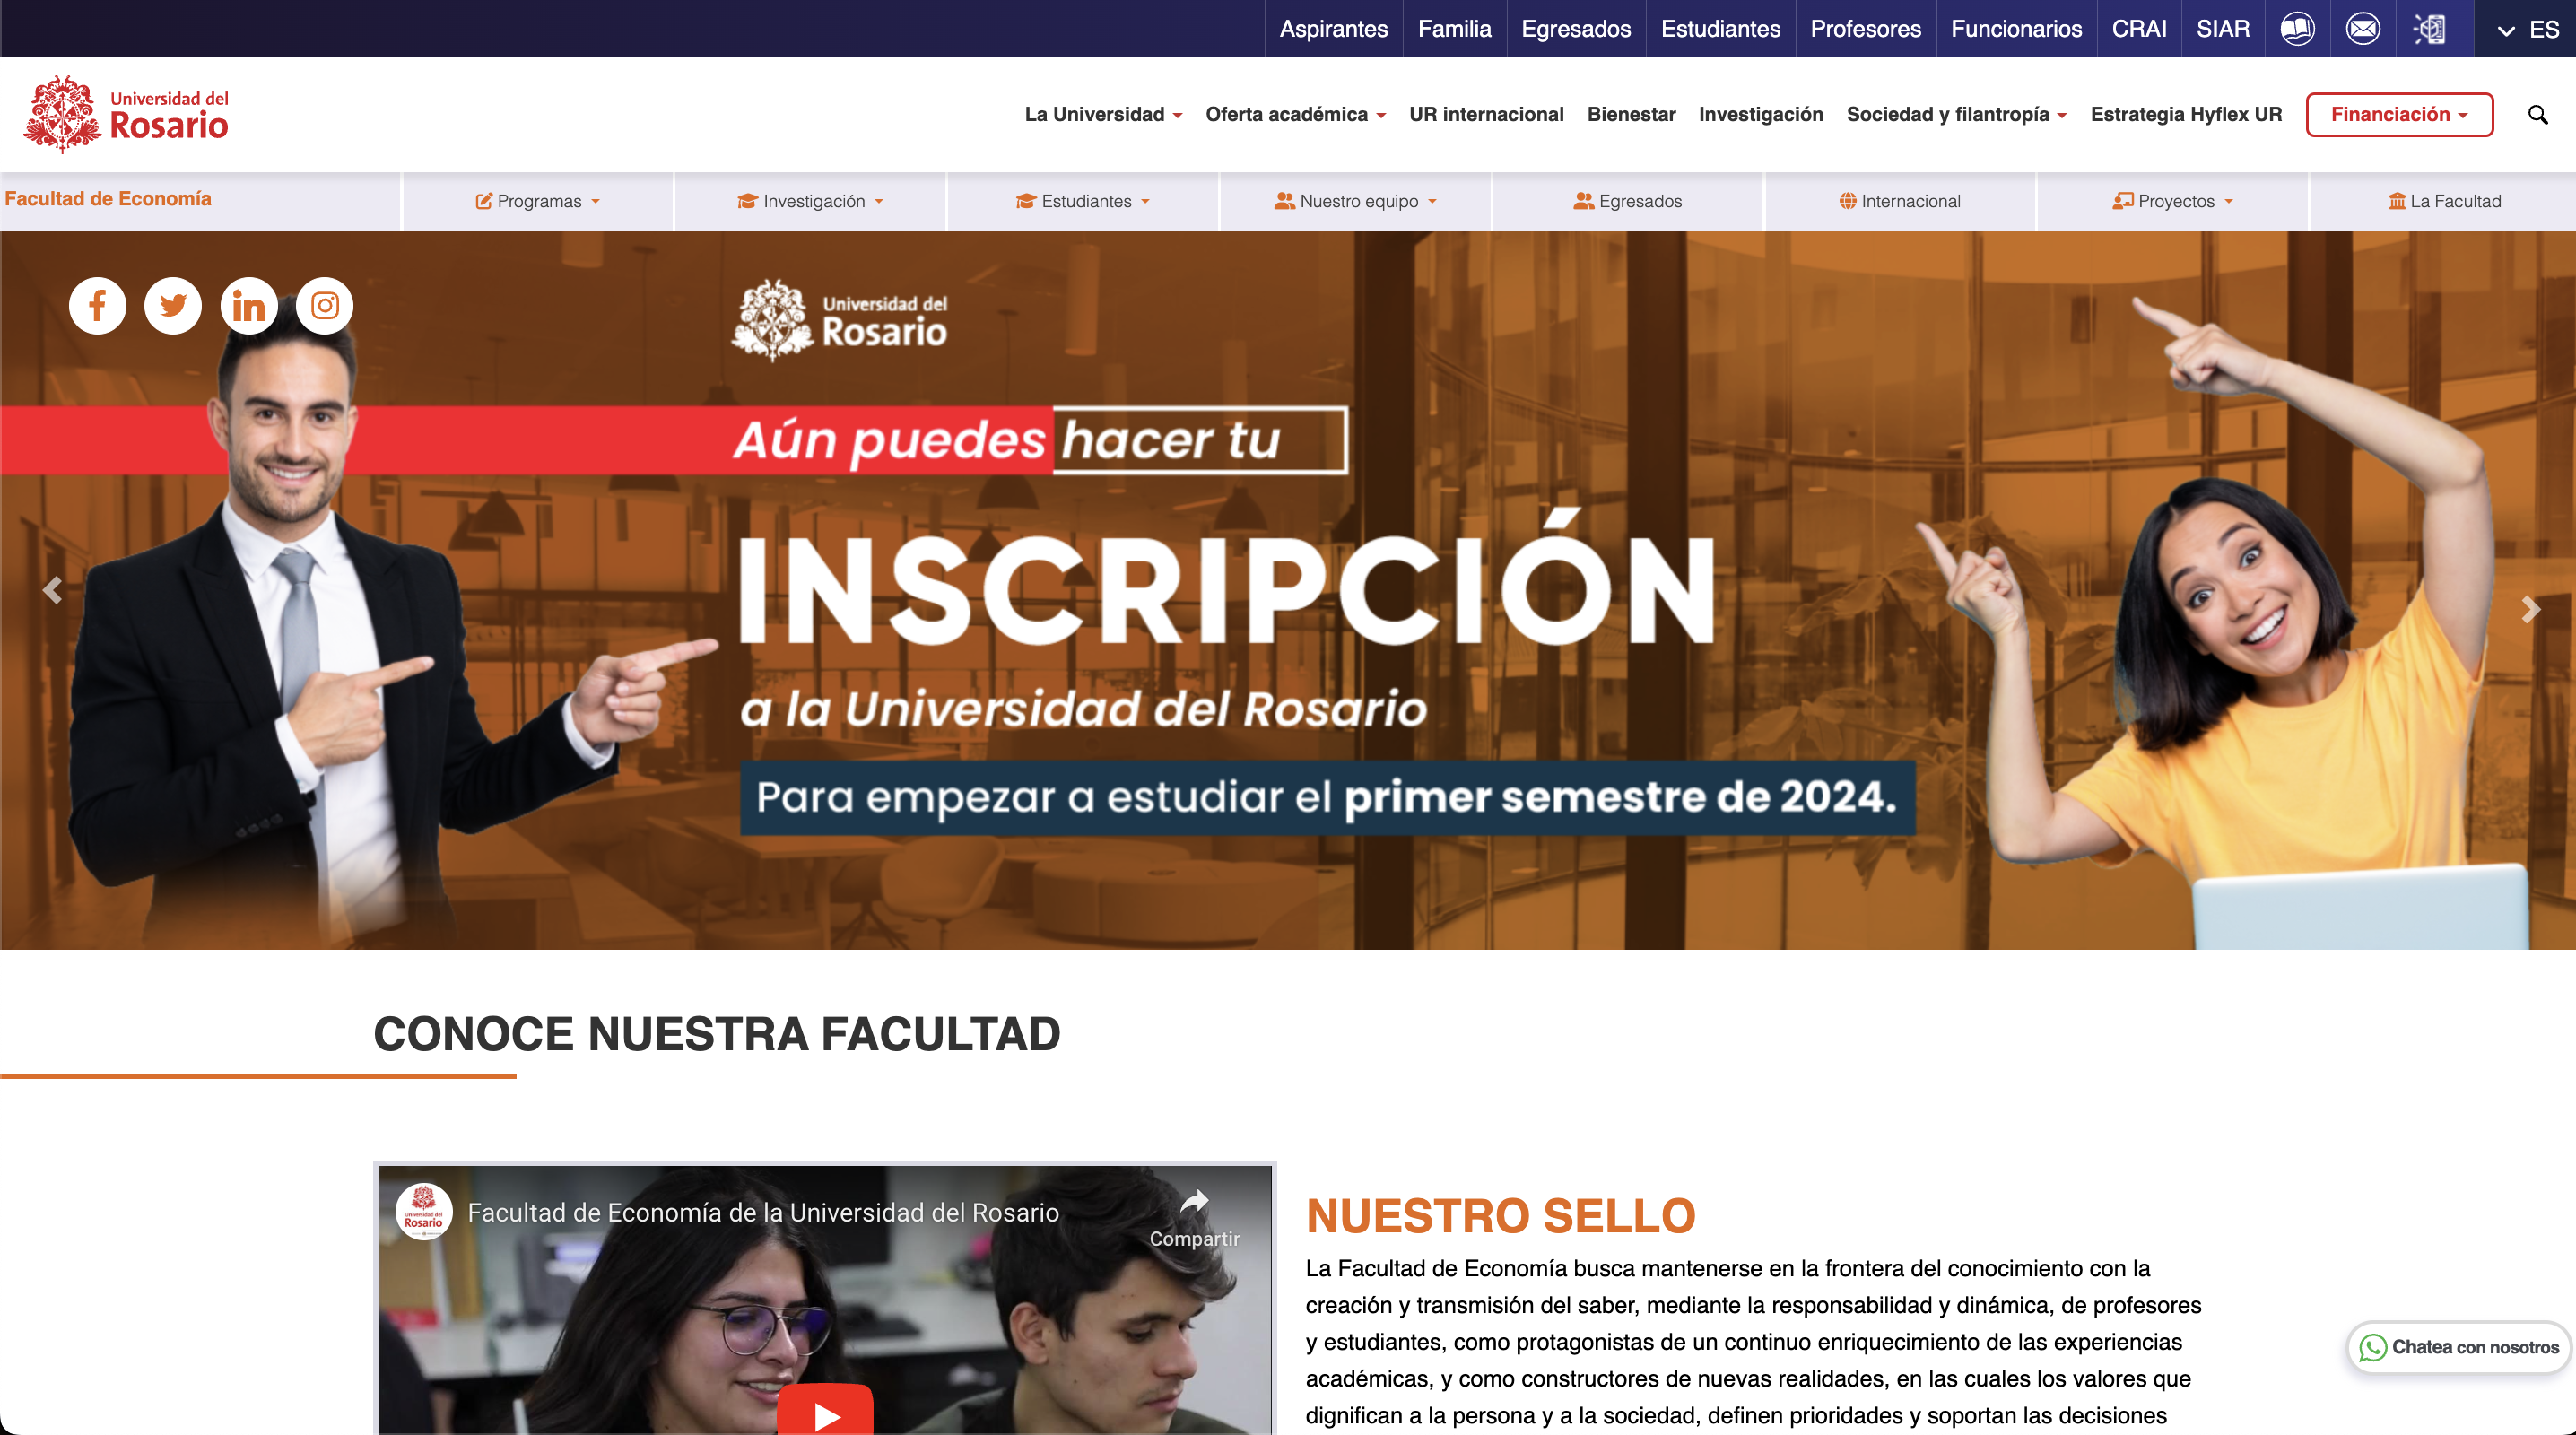 Aspirantes Familia Egresados Estudiantes Profesores Funcionarios CRAI SIAR ES
Universidad del
Rosario
La Universidad Oferta académica UR internacional Bienestar Investigación Sociedad y filantropía Estrategia Hyflex UR Financiación
Facultad de Economía Programas Investigación Estudiantes Nuestro equipo Egresados Internacional Proyectos La Facultad
Universidad del
Rosario
Aún puedes hacer tu
INSCRIPCIÓN
a la Universidad del Rosario
Para empezar a estudiar el primer semestre de 2024.
CONOCE NUESTRA FACULTAD
Universidad del
Rosario
Facultad de Economía de la Universidad del Rosario
Compartir
NUESTRO SELLO
La Facultad de Economía busca mantenerse en la frontera del conocimiento con la
creación y transmisión del saber, mediante la responsabilidad y dinámica, de profesores
y estudiantes, como protagonistas de un continuo enriquecimiento de las experiencias
académicas, y como constructores de nuevas realidades, en las cuales los valores que
dignifican a la persona y a la sociedad, definen prioridades y soportan las decisiones
Chatea con nosotros